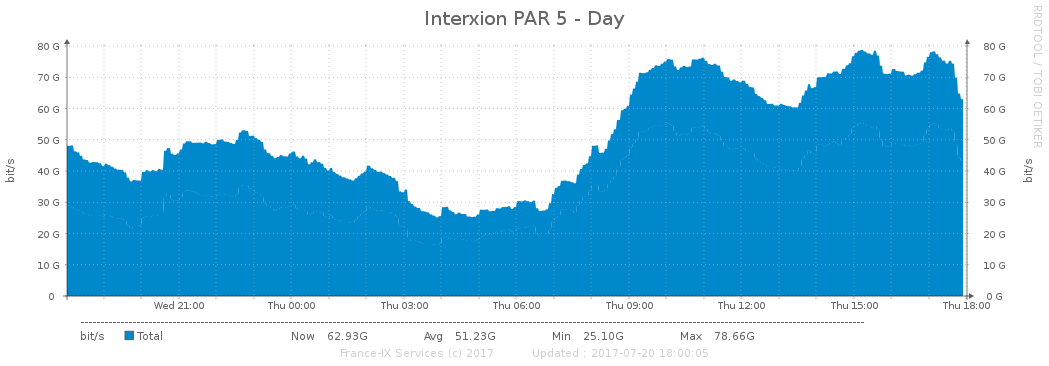 Interxion PAR 5 - Day
RRDTOOL / TOBI OETIKER
bit/s
80 G 80 G
70 G 70 G
60 G 60 G
50 G 50 G
40 G 40 G
30 G 30 G
20 G 20 G
10 G 10 G
0 0 G
bit/s
Wed 21:00 Thu 00:00 Thu 03:00 Thu 06:00 Thu 09:00 Thu 12:00 Thu 15:00 Thu 18:00
bit/s Total Now 62.93G Avg 51.23G Min 25.10G Max 78.66G
France-IX Services (c) 2017 Updated : 2017-07-20 18:00:05